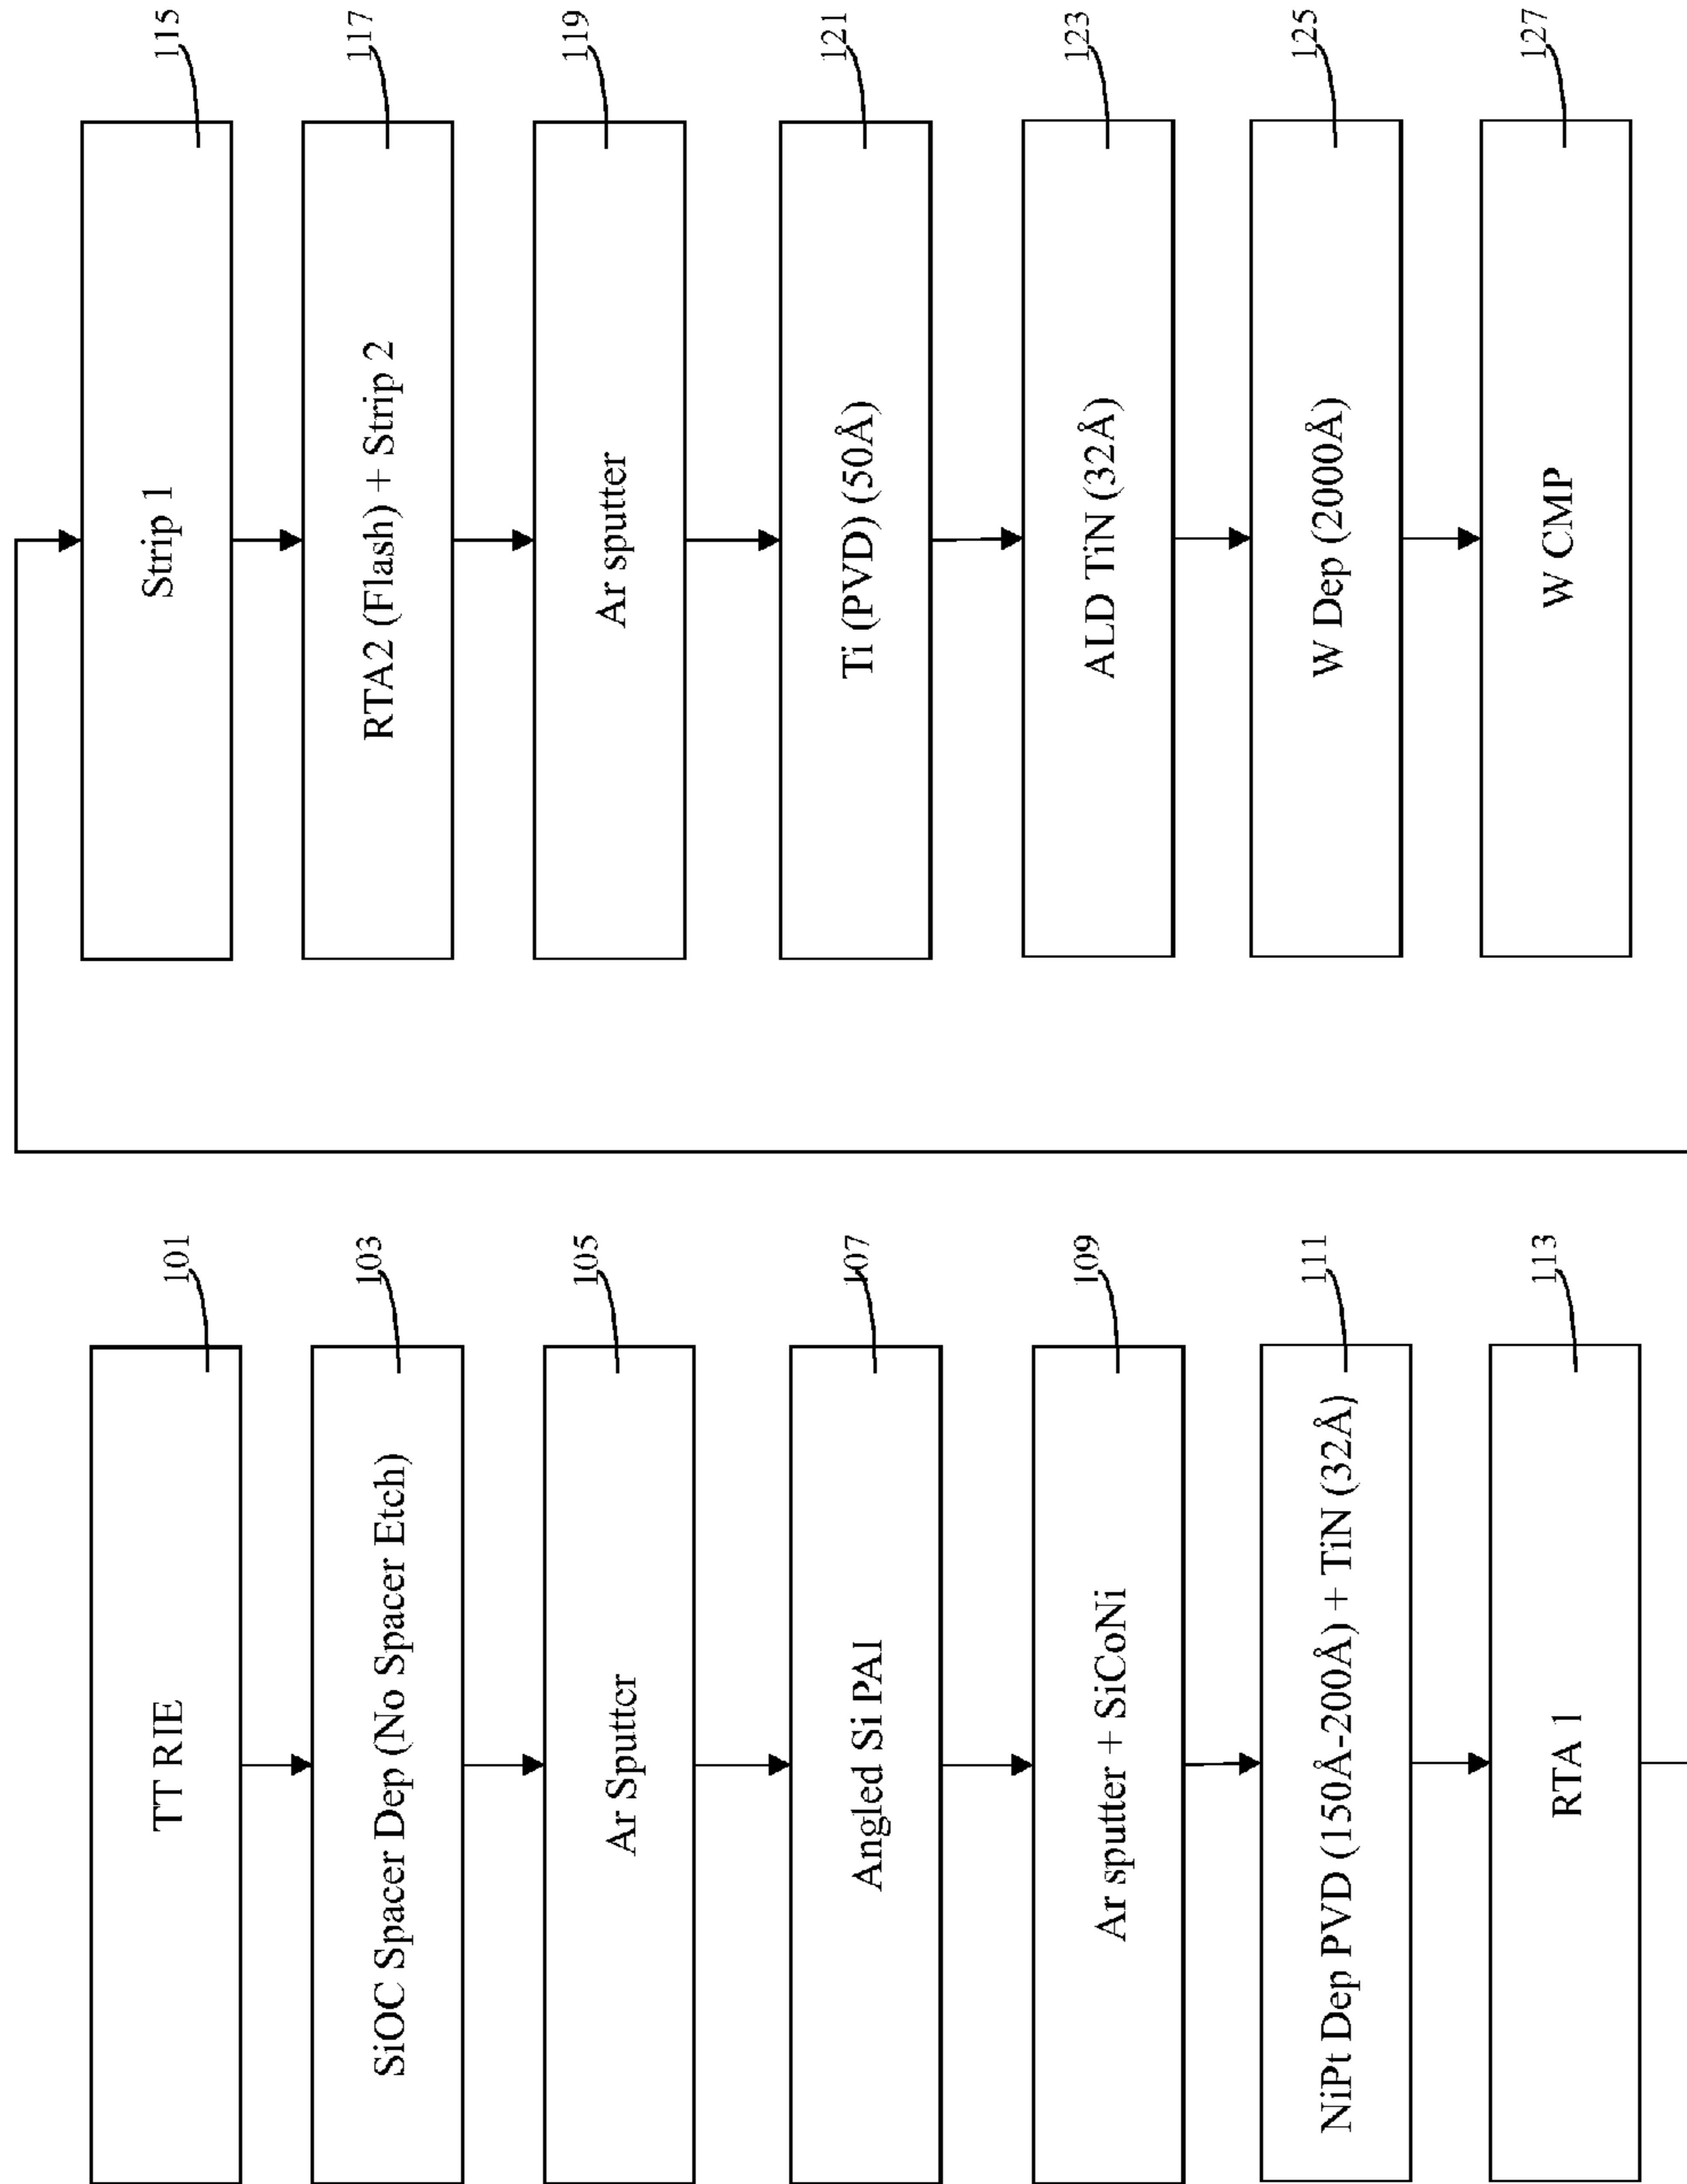 101
TT RIE
103
SiOC Spacer Dep (No Spacer Etch)
105
Ar Sputter
107
Angled Si PAI
109
Ar sputter + SiCoNi
111
NiPt Dep PVD (150Å-200Å) + TiN (32Å)
113
RTA 1
115
Strip 1
117
RTA2 (Flash) + Strip 2
119
Ar sputter
121
Ti (PVD) (50Å)
123
ALD TiN (32Å)
125
W Dep (2000Å)
127
W CMP